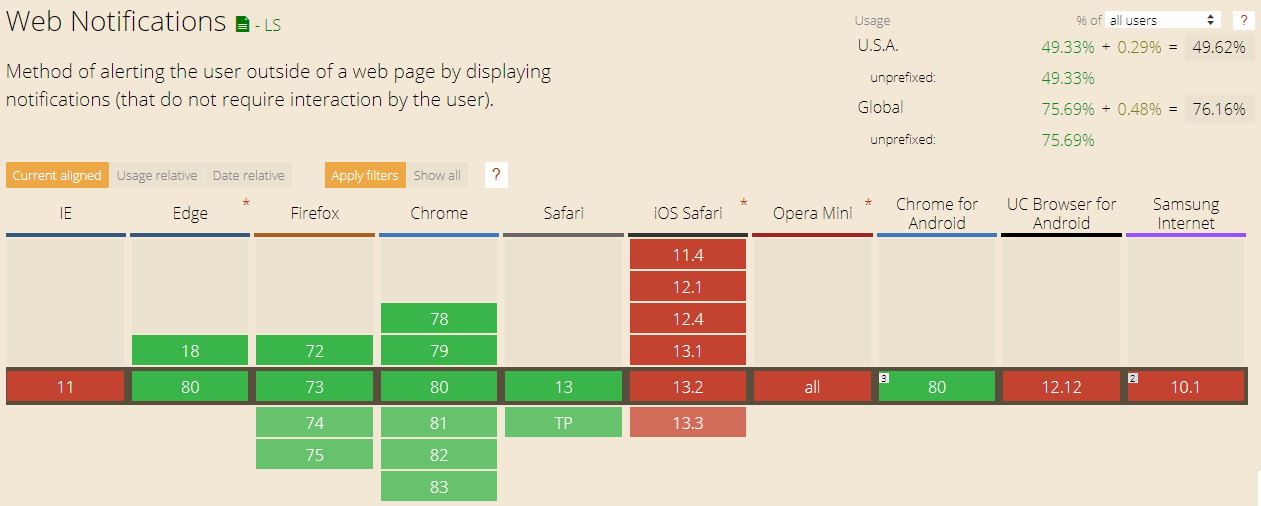 Web Notifications - LS
Usage % of all users ?
U.S.A. 49.33% + 0.29% = 49.62%
unprefixed: 49.33%
Global 75.69% + 0.48% = 76.16%
unprefixed: 75.69%
Method of alerting the user outside of a web page by displaying
notifications (that do not require interaction by the user).
Current aligned Usage relative Date relative Apply filters Show all ?
IE Edge * Firefox Chrome Safari iOS Safari * Opera Mini * Chrome for Android UC Browser for Android Samsung Internet
11.4
12.1
78 12.4
18 72 79 13.1
11 80 73 80 13 13.2 all 3 80 12.12 2 10.1
74 81 TP 13.3
75 82
83